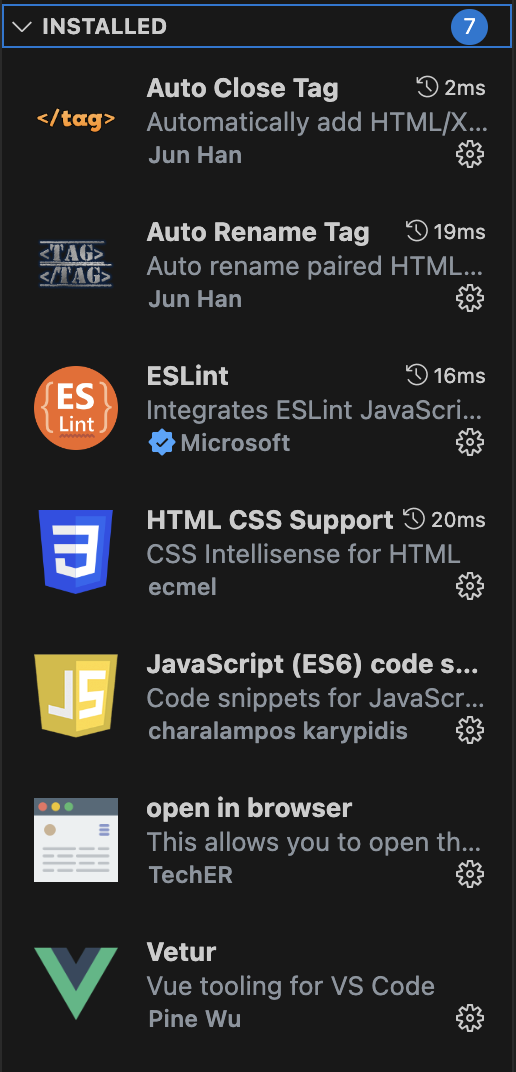 INSTALLED 7
Auto Close Tag 2ms
</tag> Automatically add HTML/X...
Jun Han
Auto Rename Tag 19ms
<TAG>
</TAG>
Auto rename paired HTML...
Jun Han
ESLint 16ms
{ES}
Lint
Integrates ESLint JavaScri...
Microsoft
HTML CSS Support 20ms
3
CSS Intellisense for HTML
ecmel
JavaScript (ES6) code s...
JS
Code snippets for JavaScr...
charalampos karypidis
open in browser
This allows you to open th...
TechER
Vetur
Vue tooling for VS Code
Pine Wu